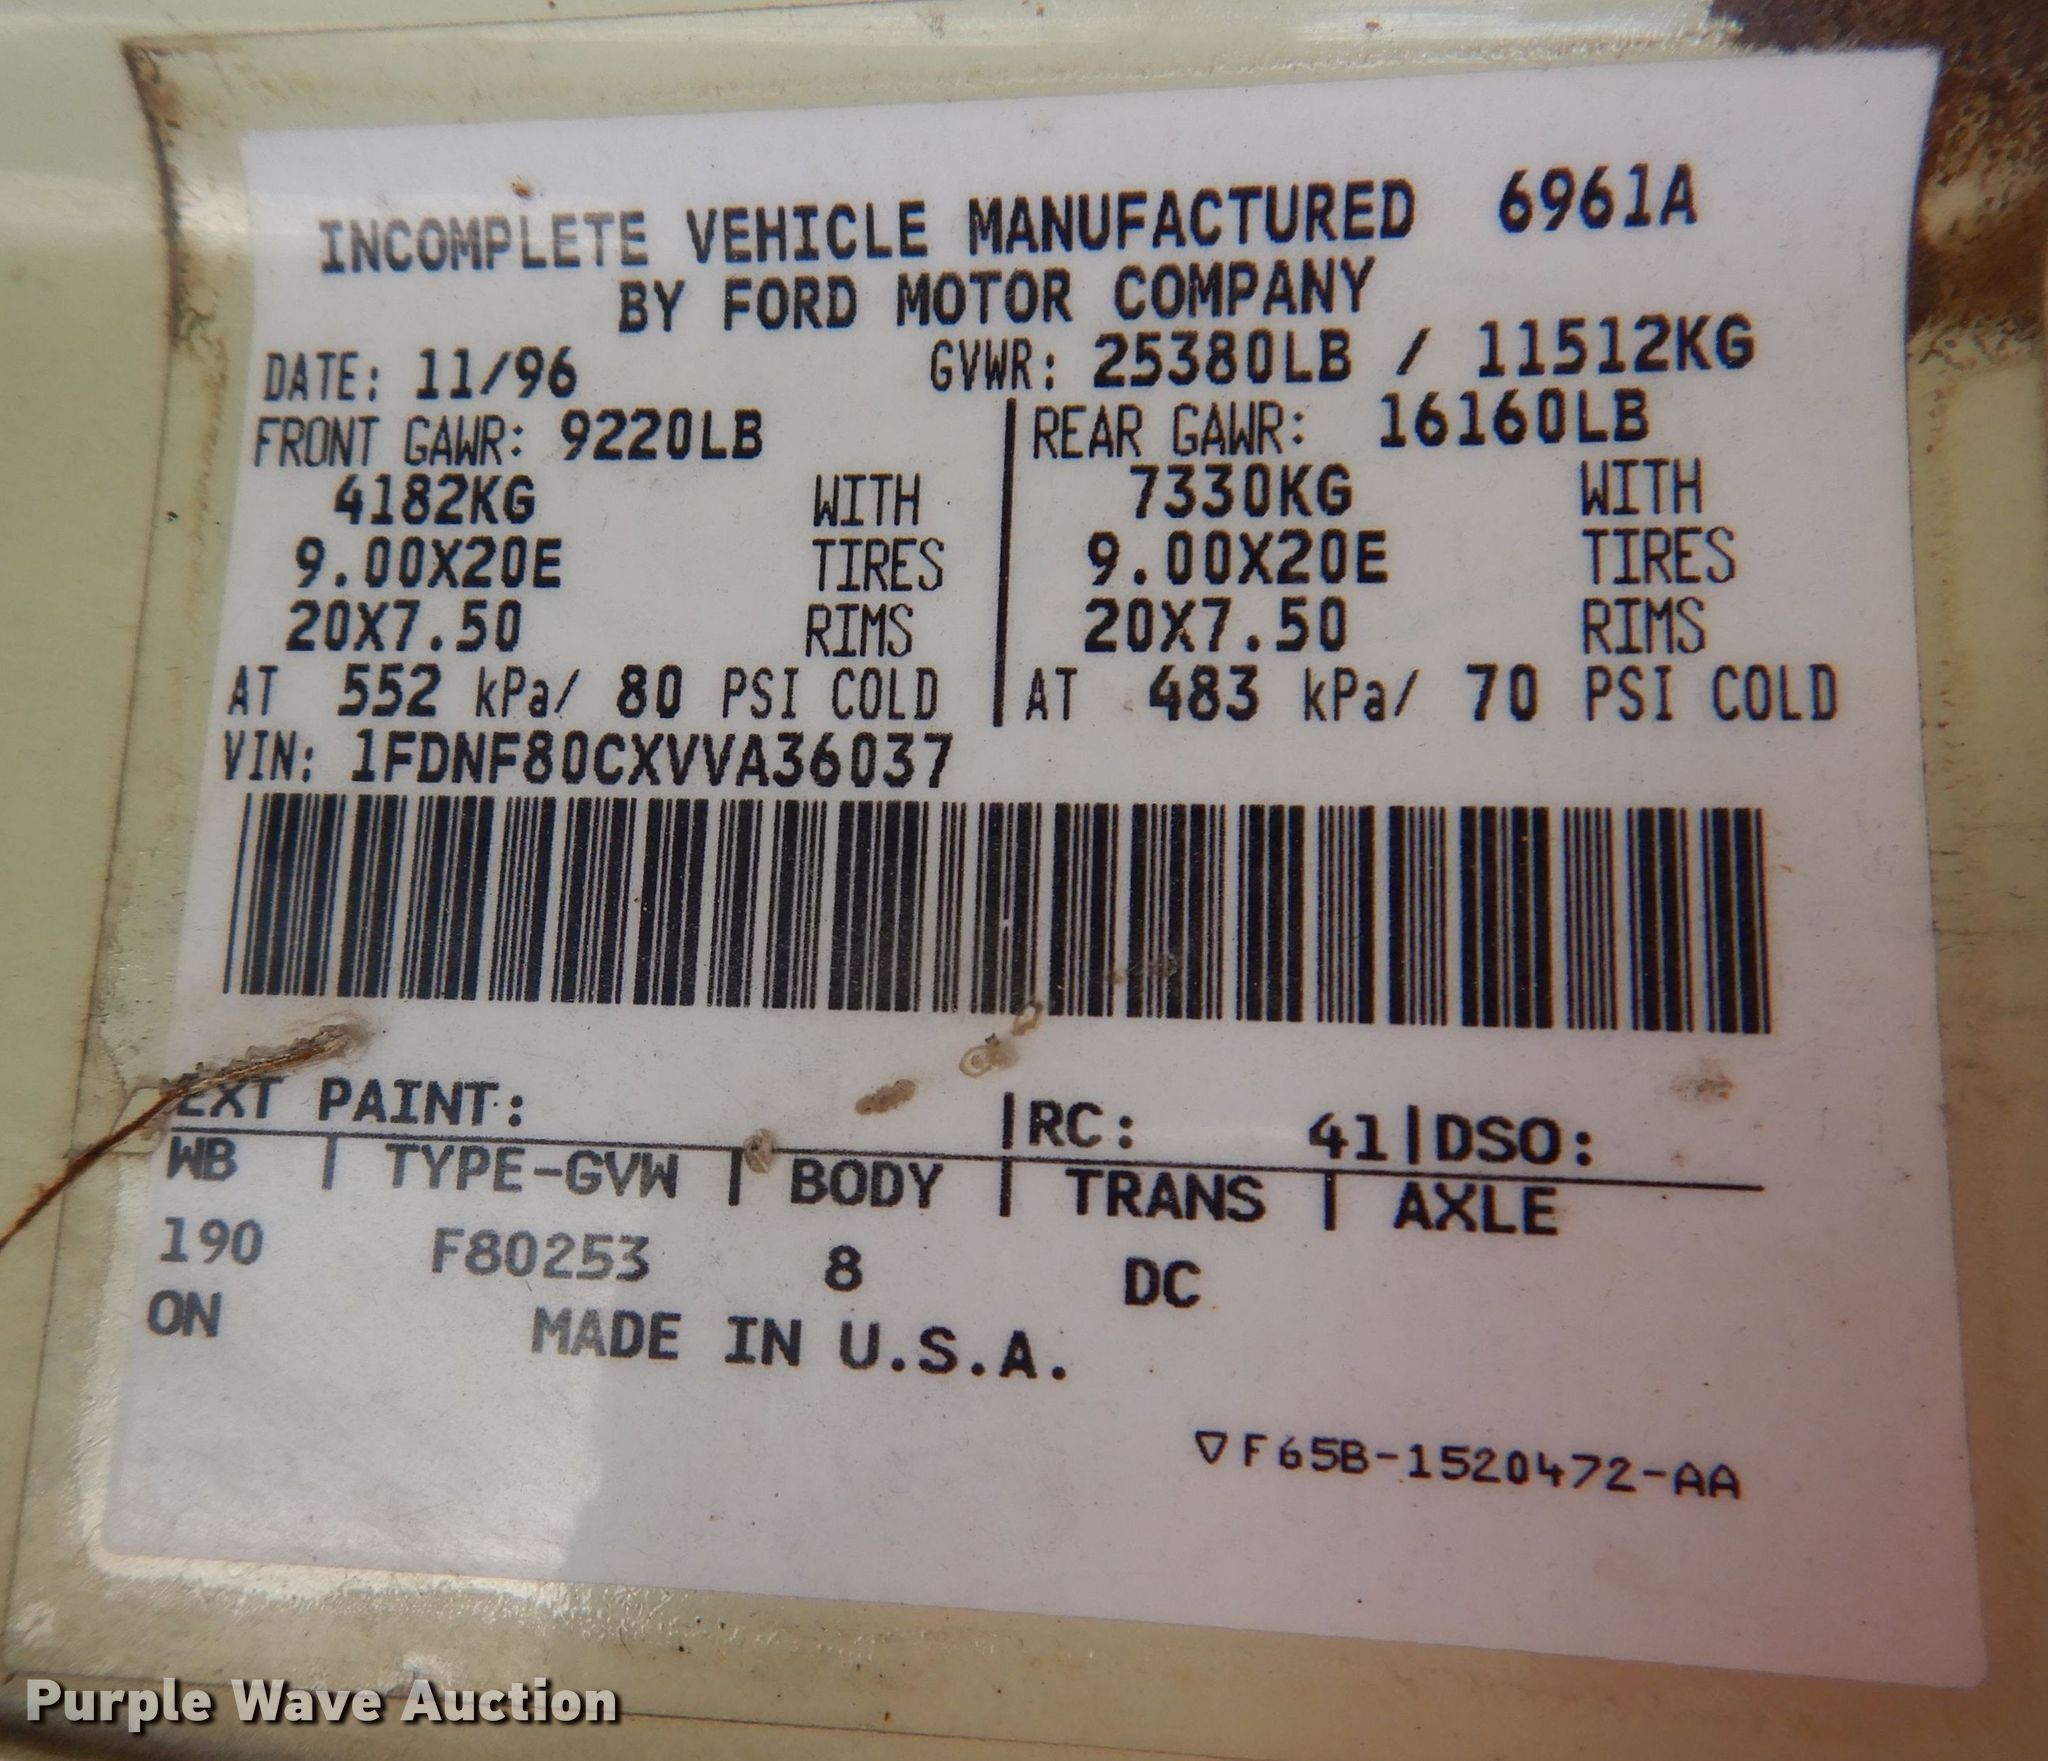 INCOMPLETE VEHICLE MANUFACTURED 6961A
BY FORD MOTOR COMPANY
DATE: 11/96 GVWR: 25380LB / 11512KG
FRONT GAWR: 9220LB REAR GAWR: 16160LB
4182KG WITH 7330KG WITH
9.00X20E TIRES 9.00X20E TIRES
20X7.50 RIMS 20X7.50 RIMS
AT 552 kPa/ 80 PSI COLD AT 483 kPa/ 70 PSI COLD
VIN: 1FDNF80CXVVA36037
EXT PAINT: RC: 41 DSO:
WB TYPE-GVW BODY TRANS AXLE
190 F80253 8 DC
ON MADE IN U.S.A.
F65B-1520472-AA
Purple Wave Auction